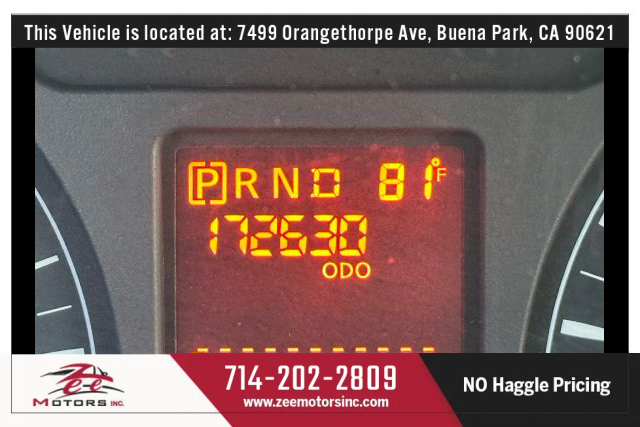 This Vehicle is located at: 7499 Orangethorpe Ave, Buena Park, CA 90621
[P] R N D 81°F
172630
ODO
Zee
MOTORS INC.
714-202-2809
www.zeemotorsinc.com
NO Haggle Pricing